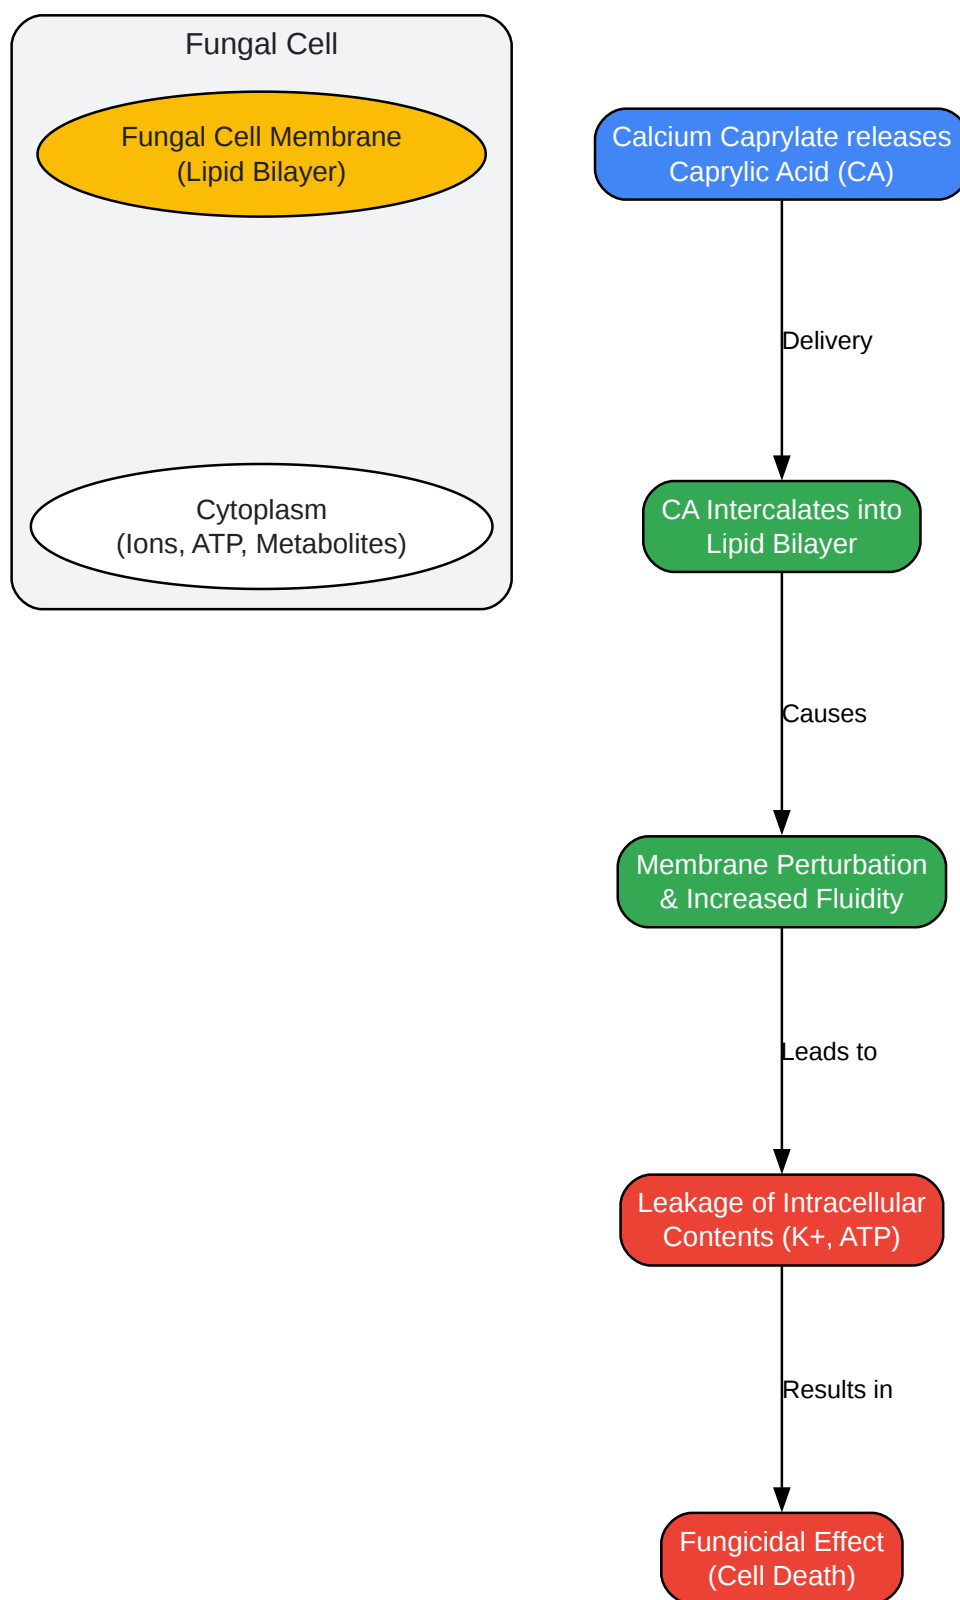 Fungal Cell
Fungal Cell Membrane
(Lipid Bilayer)
Cytoplasm
(Ions, ATP, Metabolites)
Calcium Caprylate releases
Caprylic Acid (CA)
Delivery
CA Intercalates into
Lipid Bilayer
Causes
Membrane Perturbation
& Increased Fluidity
Leads to
Leakage of Intracellular
Contents (K+, ATP)
Results in
Fungicidal Effect
(Cell Death)